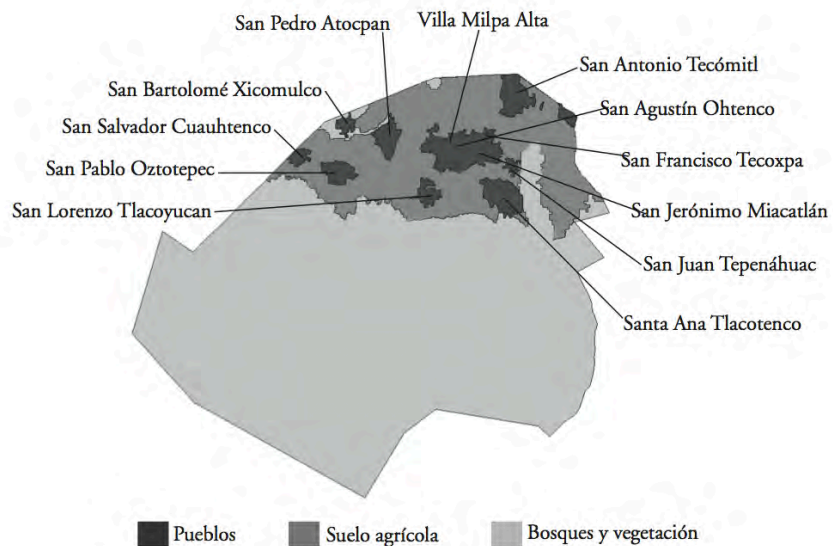 San Pedro Atocpan
Villa Milpa Alta
San Antonio Tecómitl
San Bartolomé Xicomulco
San Agustín Ohtenco
San Salvador Cuauhtenco
San Francisco Tecoxpa
San Pablo Oztotepec
San Lorenzo Tlacoyucan
San Jerónimo Miacatlán
San Juan Tepenáhuac
Santa Ana Tlacotenco
Pueblos
Suelo agrícola
Bosques y vegetación